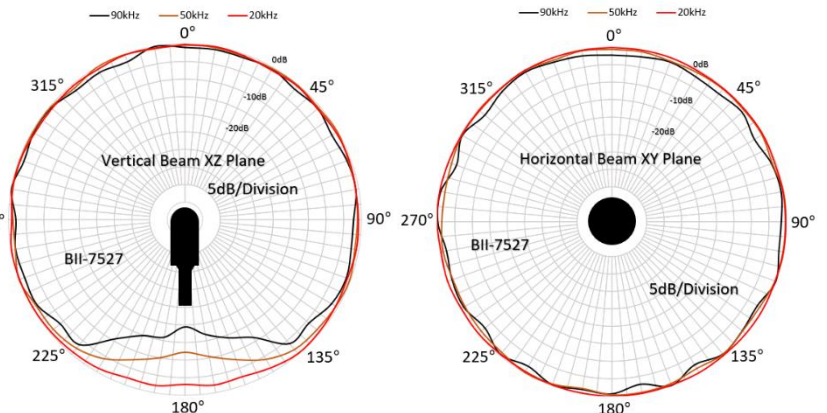 90kHz 50kHz 20kHz
0°
0dB
45°
-10dB
-20dB
315°
Vertical Beam XZ Plane
5dB/Division
90°
BII-7527
225°
135°
180°
90kHz 50kHz 20kHz
0°
0dB
45°
-10dB
-20dB
315°
Horizontal Beam XY Plane
270°
90°
BII-7527
5dB/Division
225°
135°
180°